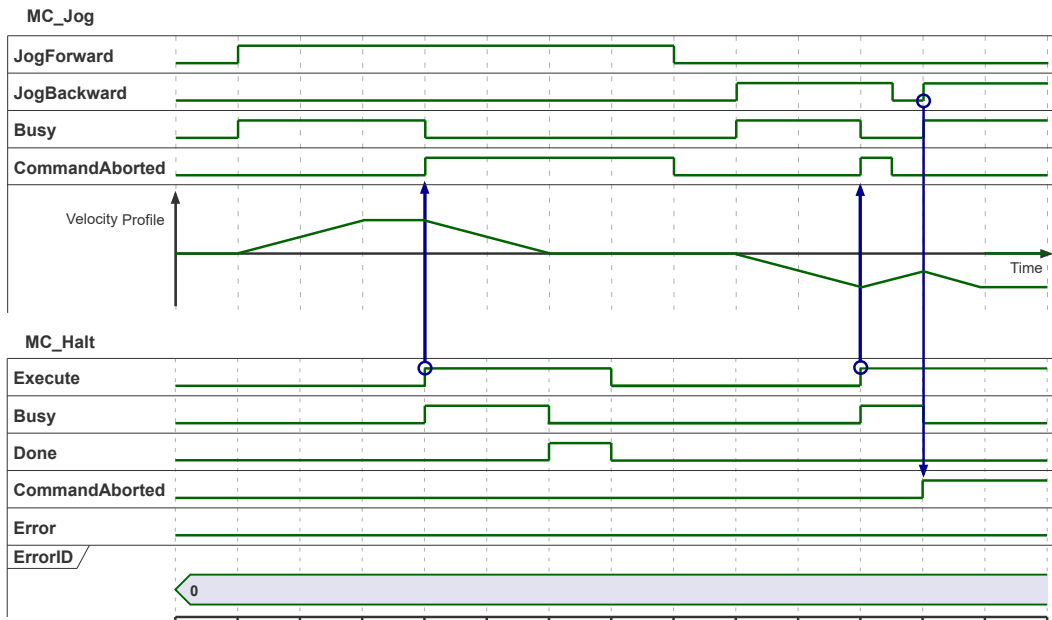 MC_Jog
JogForward
JogBackward
Busy
CommandAborted
Velocity Profile
Time
MC_Halt
Execute
Busy
Done
CommandAborted
Error
ErrorID
0